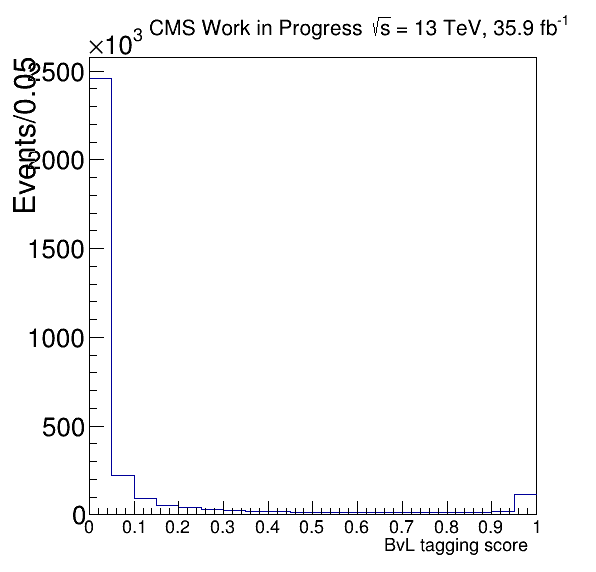 ×10³ CMS Work in Progress √s = 13 TeV, 35.9 fb⁻¹
Events/0.05
2500
2000
1500
1000
500
0
0 0.1 0.2 0.3 0.4 0.5 0.6 0.7 0.8 0.9 1
BvL tagging score